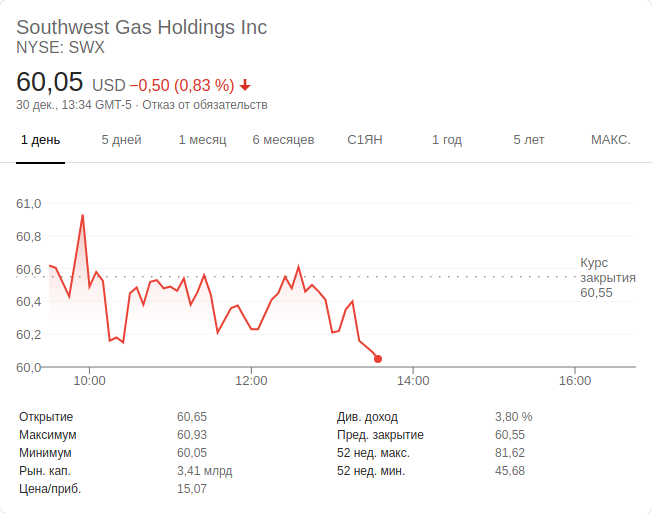 Southwest Gas Holdings Inc
NYSE: SWX
60,05 USD −0,50 (0,83 %)
30 дек., 13:34 GMT-5 · Отказ от обязательств
1 день 5 дней 1 месяц 6 месяцев С1ЯН 1 год 5 лет МАКС.
61,0
60,8
60,6
60,4
60,2
60,0
Курс
закрытия
60,55
10:00 12:00 14:00 16:00
Открытие 60,65
Максимум 60,93
Минимум 60,05
Рын. кап. 3,41 млрд
Цена/приб. 15,07
Див. доход 3,80 %
Пред. закрытие 60,55
52 нед. макс. 81,62
52 нед. мин. 45,68